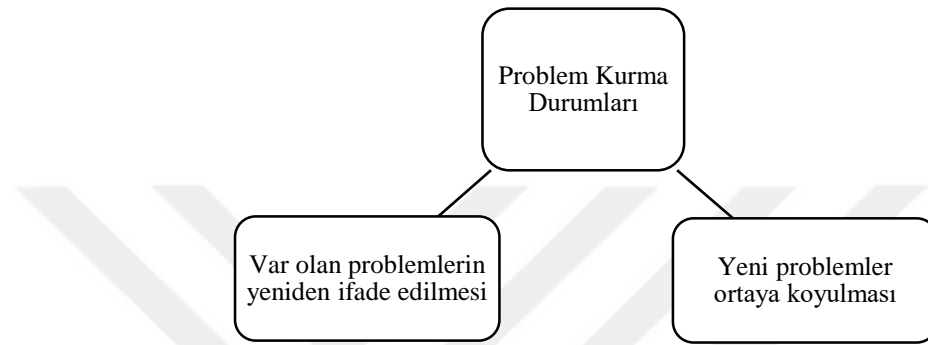 Problem Kurma
Durumları
Var olan problemlerin
yeniden ifade edilmesi
Yeni problemler
ortaya koyulması